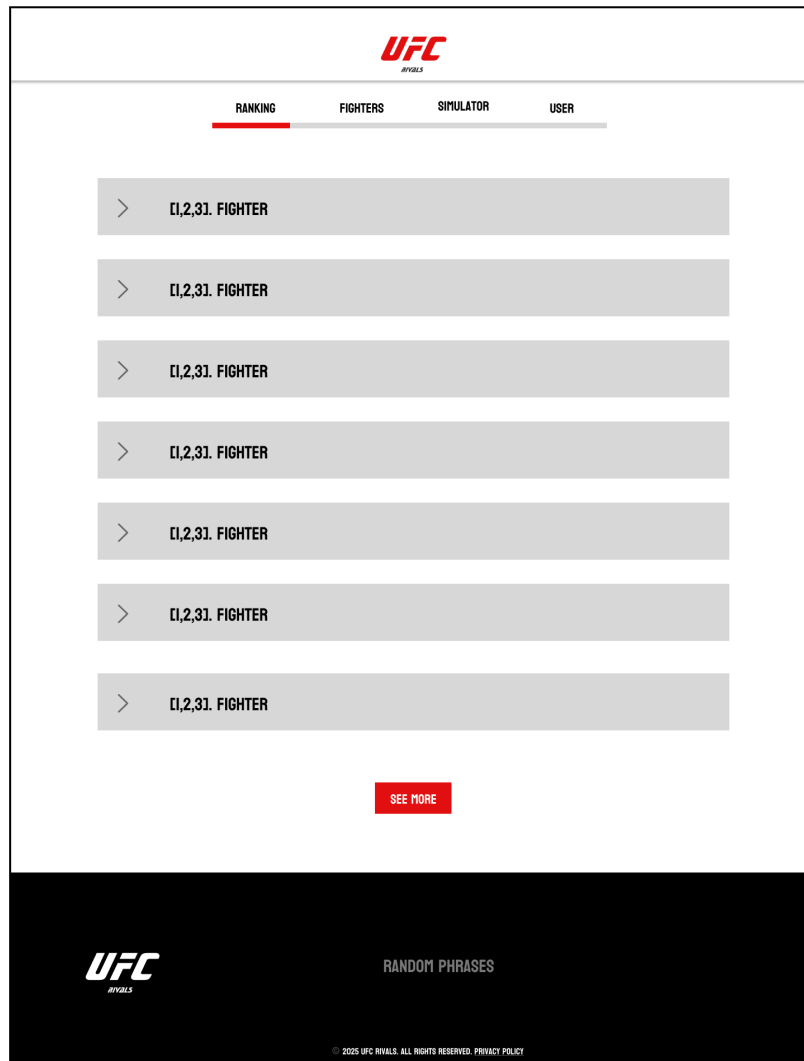 UFC
RIVALS
RANKING FIGHTERS SIMULATOR USER
[1,2,3]. FIGHTER
[1,2,3]. FIGHTER
[1,2,3]. FIGHTER
[1,2,3]. FIGHTER
[1,2,3]. FIGHTER
[1,2,3]. FIGHTER
[1,2,3]. FIGHTER
SEE MORE
UFC
RIVALS
RANDOM PHRASES
© 2025 UFC RIVALS. ALL RIGHTS RESERVED. PRIVACY POLICY